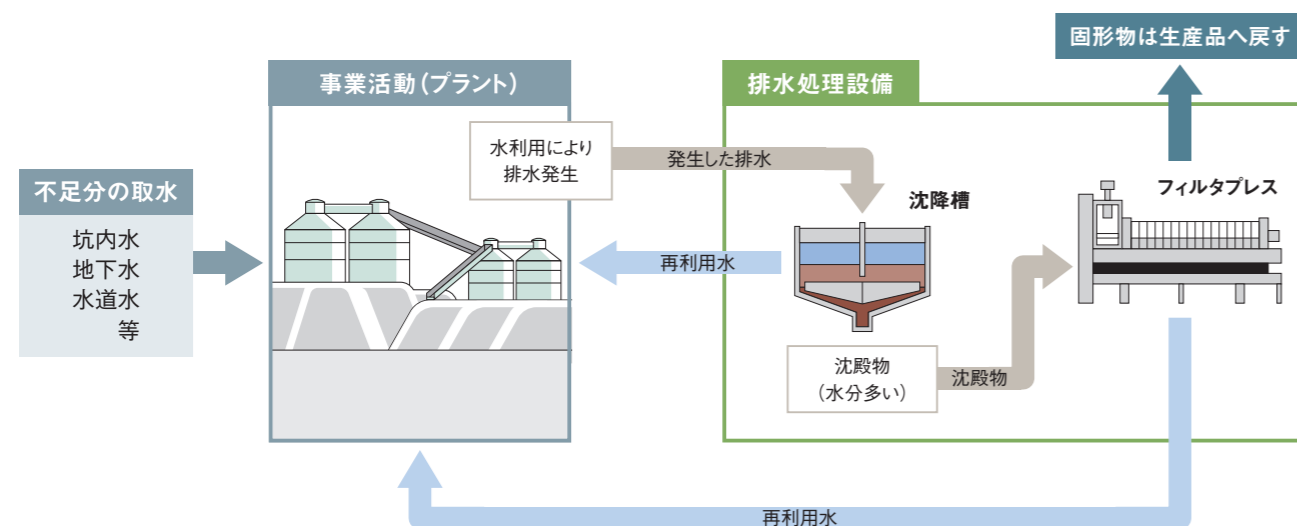 固形物は生産品へ戻す
事業活動(プラント)
排水処理設備
水利用により
排水発生
発生した排水
不足分の取水
坑内水
地下水
水道水
等
沈降槽
フィルタプレス
再利用水
沈殿物
(水分多い)
沈殿物
再利用水